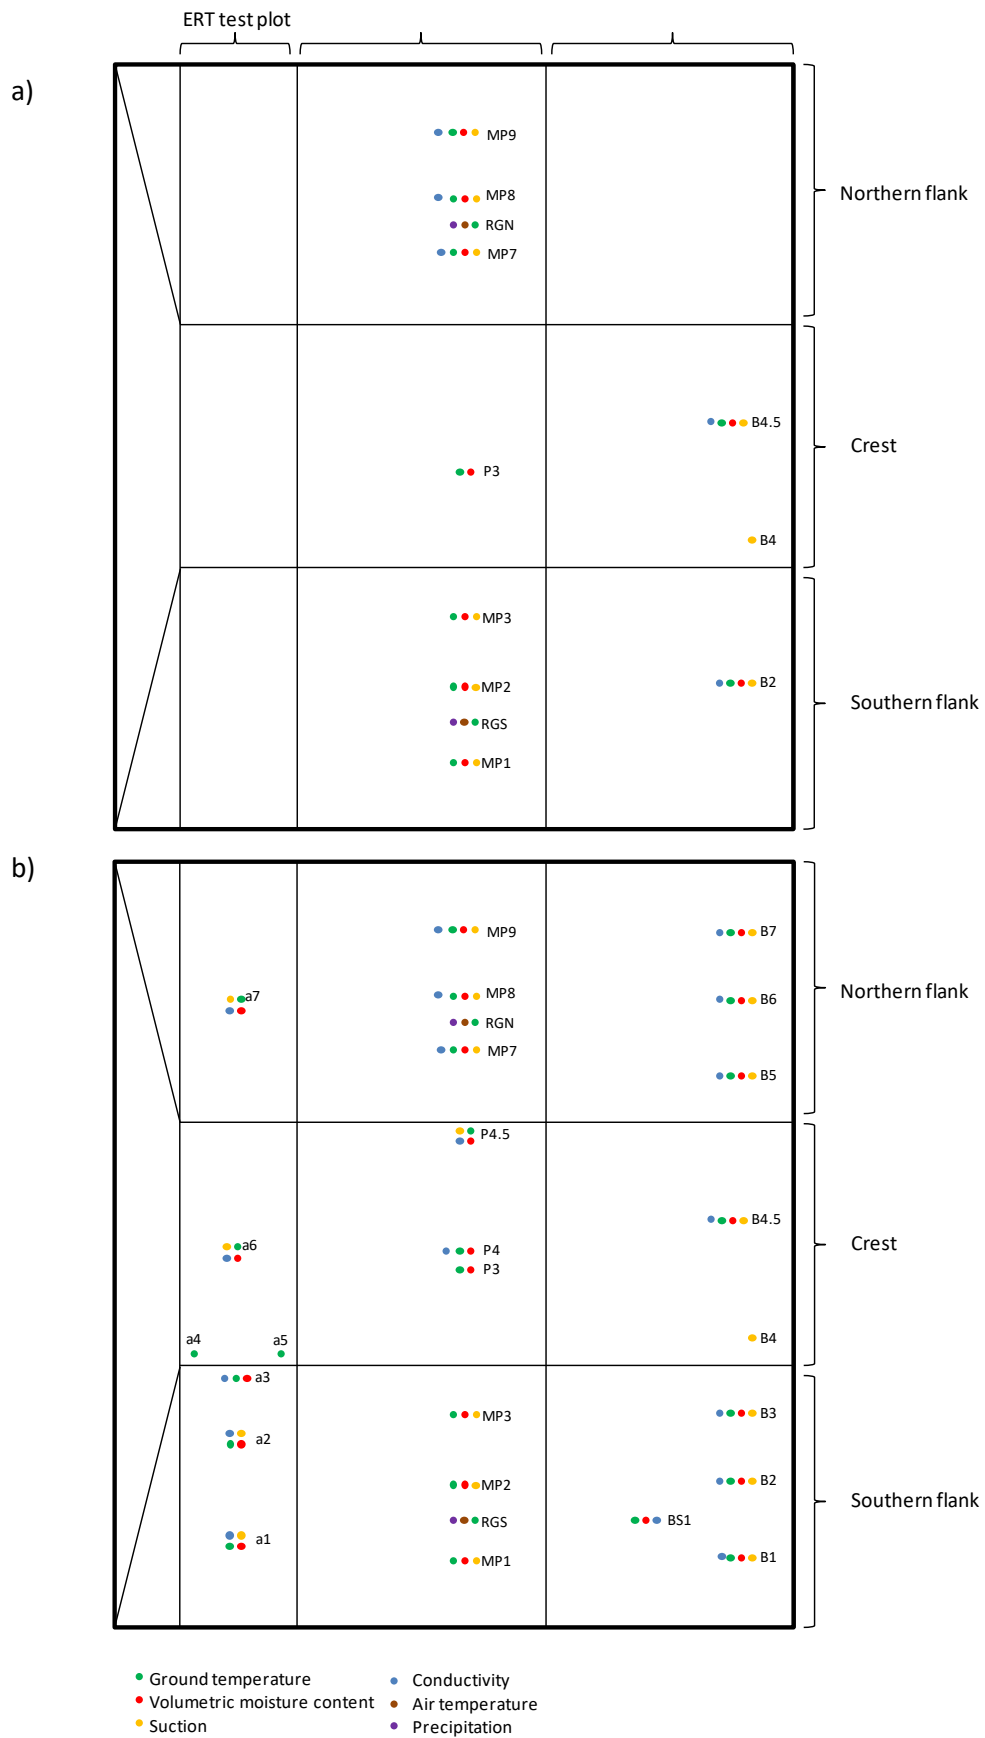 ERT test plot
a)
MP9
MP8
Northern flank
RGN
MP7
B4.5
Crest
P3
B4
MP3
MP2
B2
Southern flank
RGS
MP1
b)
MP9
B7
a7
MP8
B6
Northern flank
RGN
MP7
B5
P4.5
B4.5
a6
P4
Crest
P3
a4
a5
B4
a3
MP3
B3
a2
MP2
B2
Southern flank
RGS
BS1
a1
MP1
B1
Ground temperature
Conductivity
Volumetric moisture content
Air temperature
Suction
Precipitation